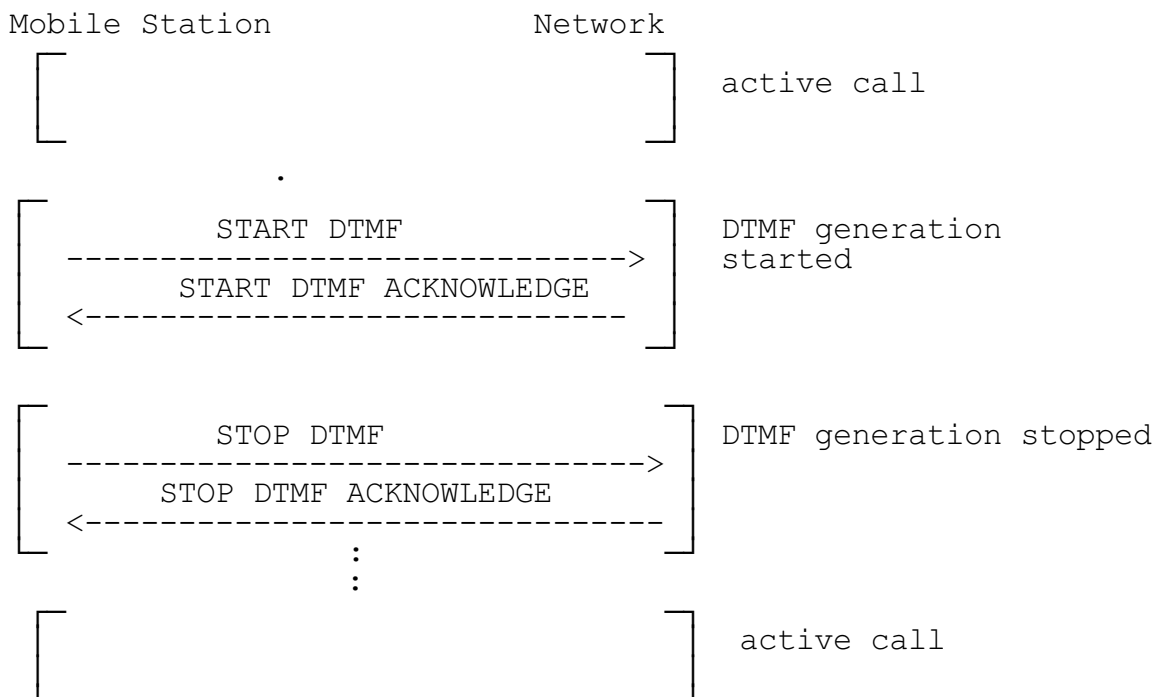 Mobile Station Network
active call
.
START DTMF
DTMF generation
started
------------------------------>
START DTMF ACKNOWLEDGE
<-----------------------------
STOP DTMF
DTMF generation stopped
------------------------------->
STOP DTMF ACKNOWLEDGE
<-------------------------------
:
:
active call